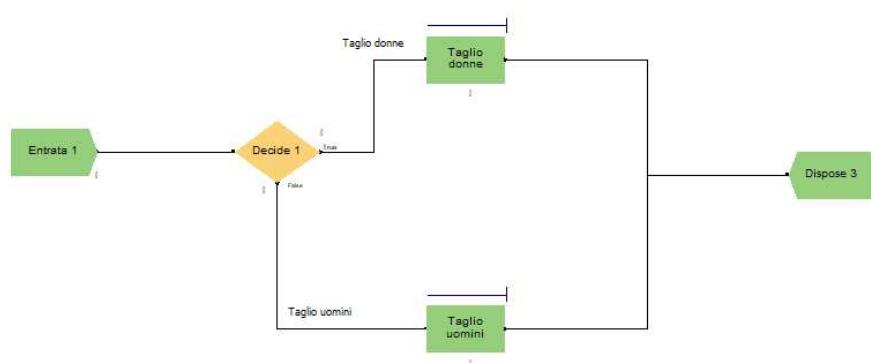 Taglio donne
Taglio
donne
Entrata 1
Decide 1
True
False
Dispose 3
Taglio uomini
Taglio
uomini